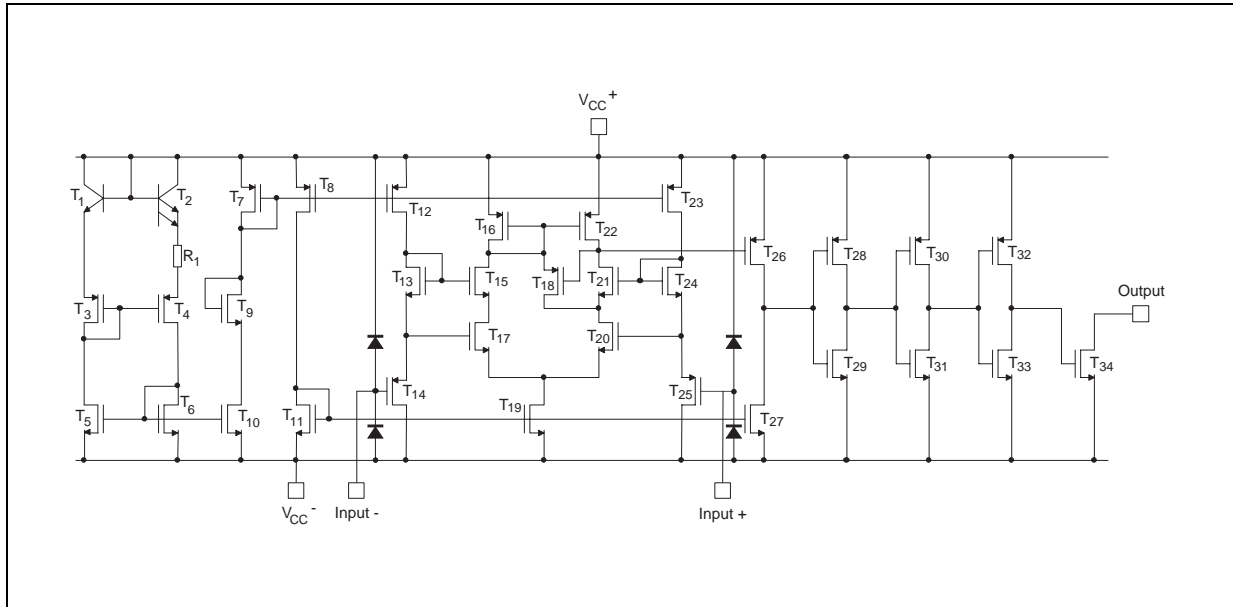 VCC+
T1
T2
T7
T8
T12
T16
T22
T23
R1
T3
T4
T9
T13
T15
T18
T21
T24
T26
T28
T30
T32
Output
T17
T20
T5
T6
T10
T11
T14
T19
T25
T27
T29
T31
T33
T34
VCC-
Input -
Input +